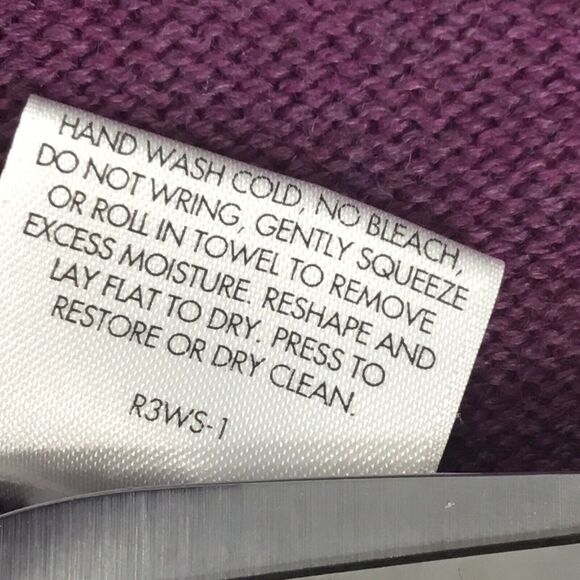 HAND WASH COLD, NO BLEACH,
DO NOT WRING, GENTLY SQUEEZE
OR ROLL IN TOWEL TO REMOVE
EXCESS MOISTURE. RESHAPE AND
LAY FLAT TO DRY. PRESS TO
RESTORE OR DRY CLEAN.
R3WS-1